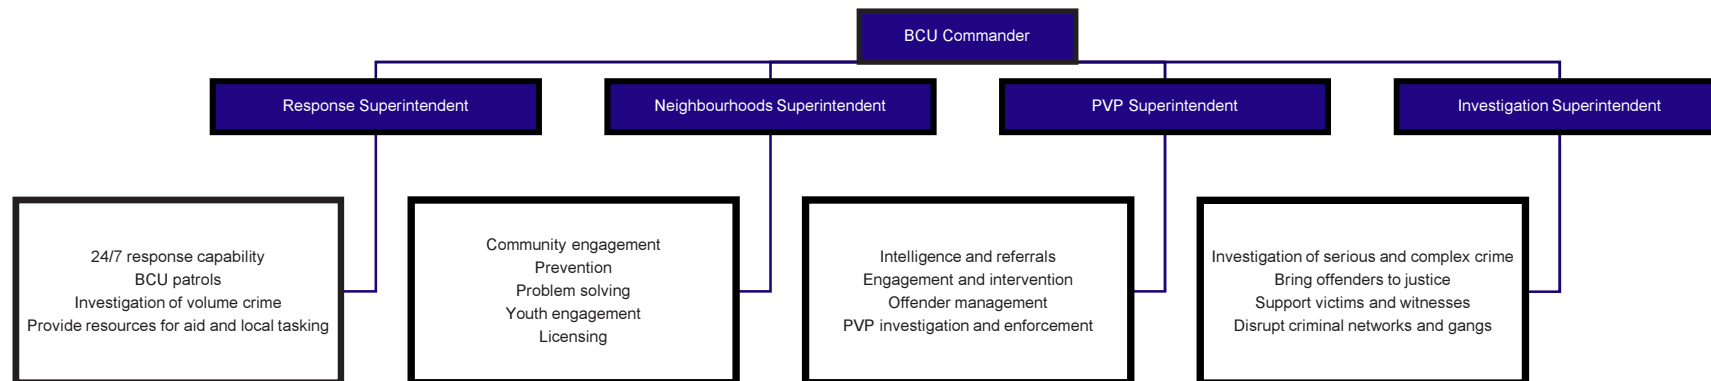 BCU Commander
Response Superintendent
Neighbourhoods Superintendent
PVP Superintendent
Investigation Superintendent
24/7 response capability
BCU patrols
Investigation of volume crime
Provide resources for aid and local tasking
Community engagement
Prevention
Problem solving
Youth engagement
Licensing
Intelligence and referrals
Engagement and intervention
Offender management
PVP investigation and enforcement
Investigation of serious and complex crime
Bring offenders to justice
Support victims and witnesses
Disrupt criminal networks and gangs